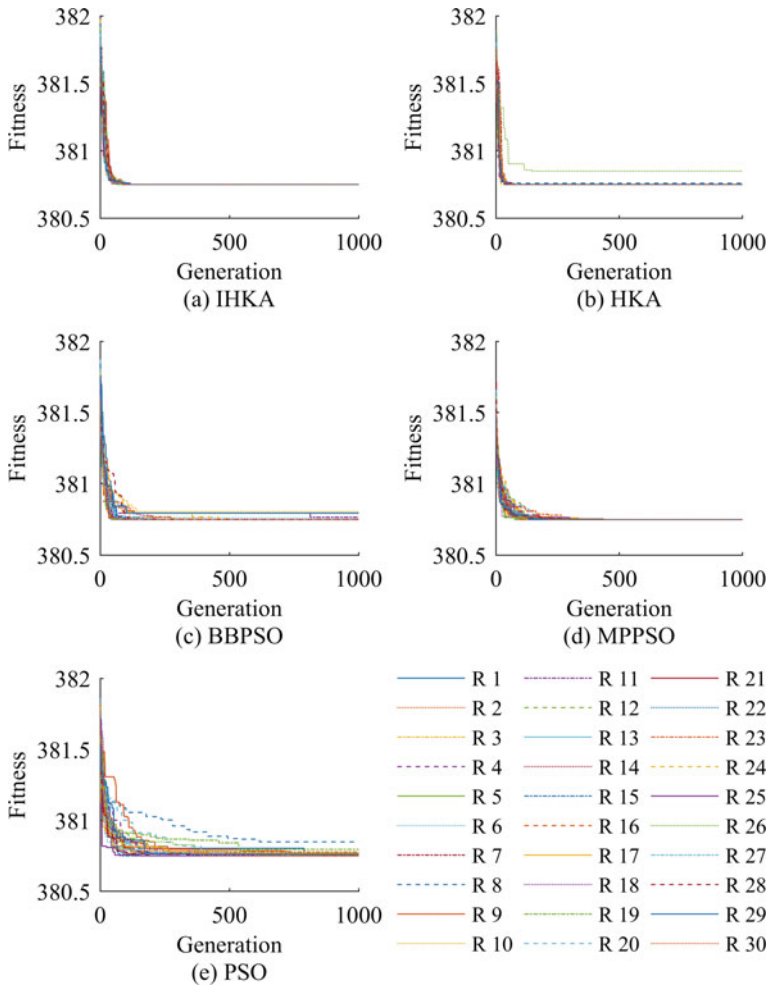 382
381.5
381
380.5
Fitness
0 500 1000
Generation
(a) IHKA
382
381.5
381
380.5
Fitness
0 500 1000
Generation
(b) HKA
382
381.5
381
380.5
Fitness
0 500 1000
Generation
(c) BBPSO
382
381.5
381
380.5
Fitness
0 500 1000
Generation
(d) MPPSO
382
381.5
381
380.5
Fitness
0 500 1000
Generation
(e) PSO
R 1 R 11 R 21
R 2 R 12 R 22
R 3 R 13 R 23
R 4 R 14 R 24
R 5 R 15 R 25
R 6 R 16 R 26
R 7 R 17 R 27
R 8 R 18 R 28
R 9 R 19 R 29
R 10 R 20 R 30